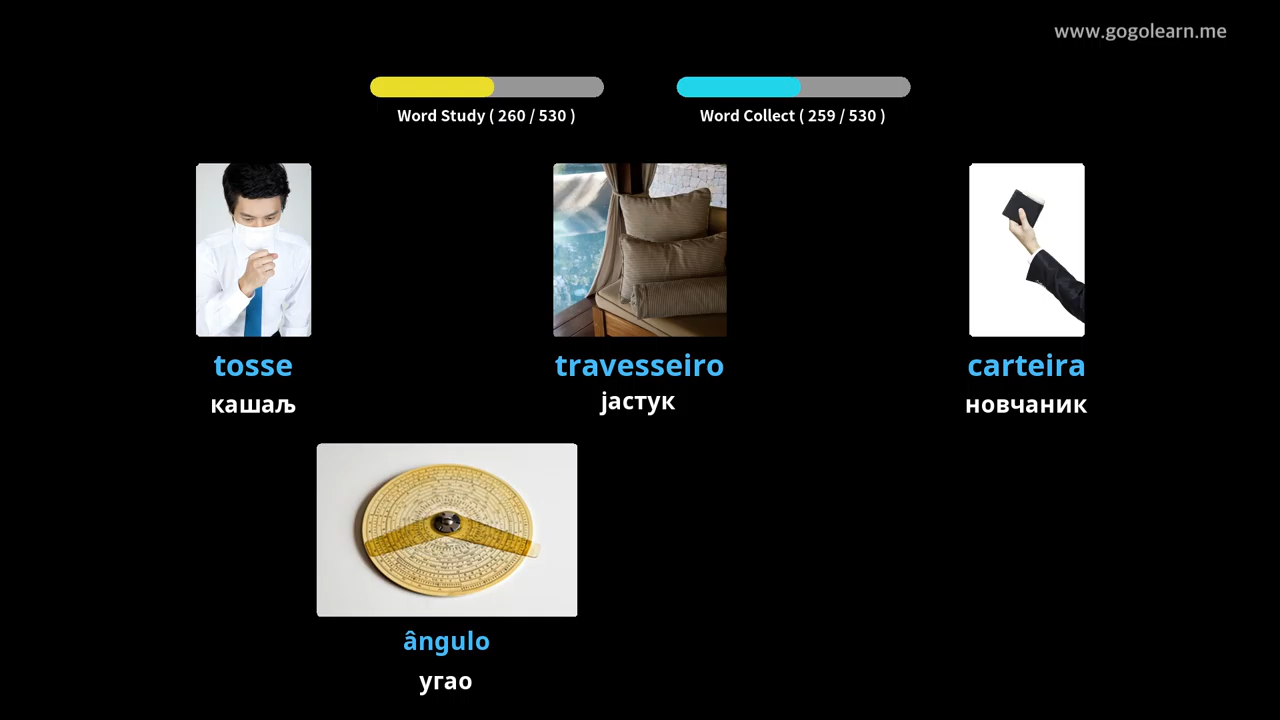 www.gogolearn.me
Word Study ( 260 / 530 )
Word Collect ( 259 / 530 )
tosse
кашаљ
travesseiro
јастук
carteira
новчаник
ângulo
угао